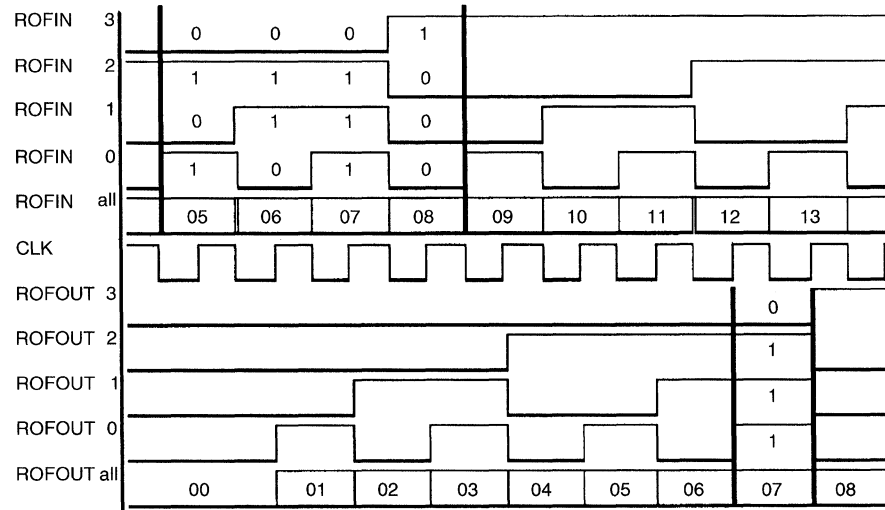 ROFIN 3 0 0 0 1
ROFIN 2 1 1 1 0
ROFIN 1 0 1 1 0
ROFIN 0 1 0 1 0
ROFIN all 05 06 07 08 09 10 11 12 13
CLK
ROFOUT 3 0
ROFOUT 2 1
ROFOUT 1 1
ROFOUT 0 1
ROFOUT all 00 01 02 03 04 05 06 07 08